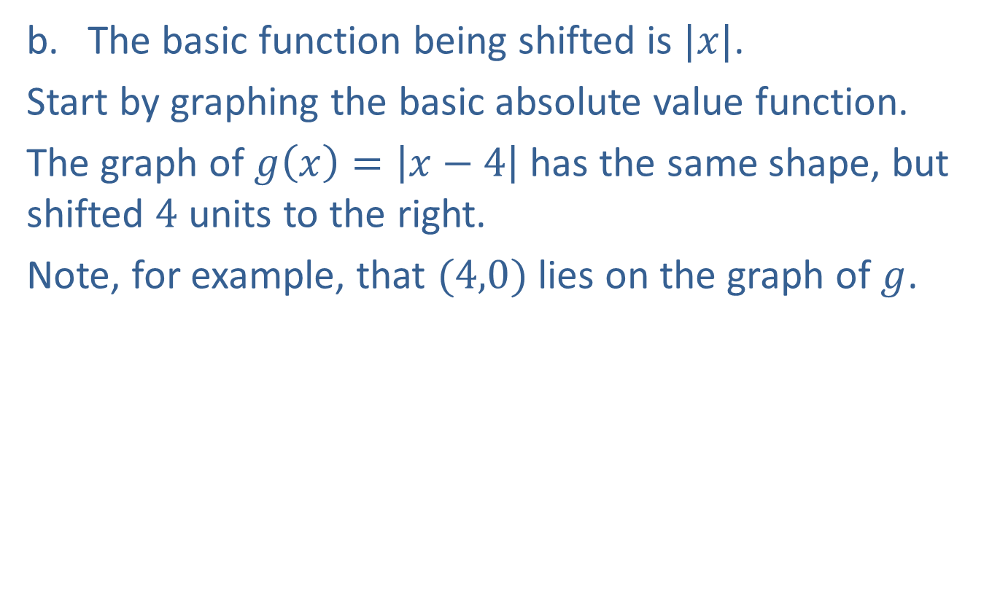 b. The basic function being shifted is |x|.
Start by graphing the basic absolute value function.
The graph of g(x) = |x − 4| has the same shape, but
shifted 4 units to the right.
Note, for example, that (4,0) lies on the graph of g.